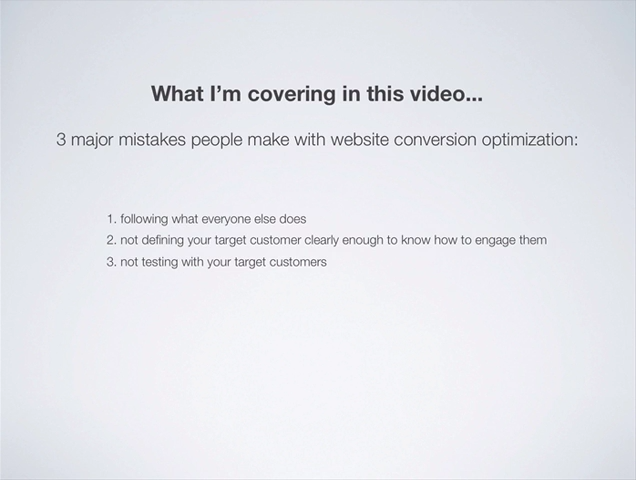 What I'm covering in this video...
3 major mistakes people make with website conversion optimization:
1. following what everyone else does
2. not defining your target customer clearly enough to know how to engage them
3. not testing with your target customers